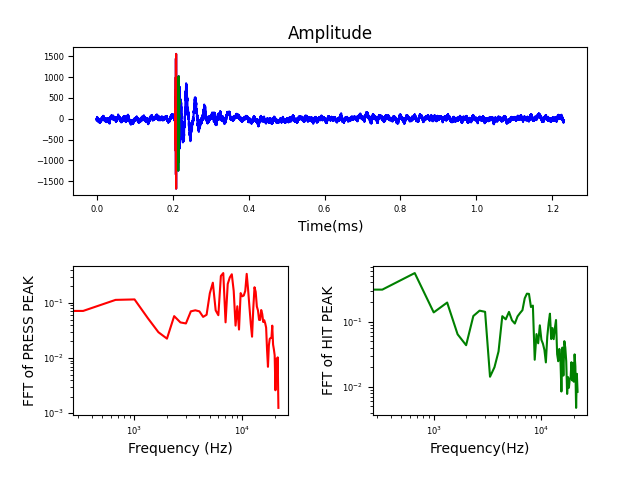 Amplitude
1500
1000
500
0
−500
−1000
−1500
0.0 0.2 0.4 0.6 0.8 1.0 1.2
Time(ms)
FFT of PRESS PEAK
10⁻¹
10⁻²
10⁻³
10³ 10⁴
Frequency (Hz)
FFT of HIT PEAK
10⁻¹
10⁻²
10³ 10⁴
Frequency(Hz)